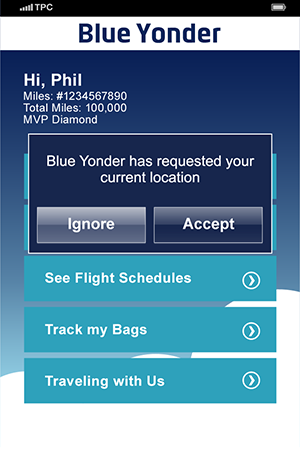 TPC
Blue Yonder
Hi, Phil
Miles: #1234567890
Total Miles: 100,000
MVP Diamond
Blue Yonder has requested your
current location
Ignore
Accept
See Flight Schedules
Track my Bags
Traveling with Us